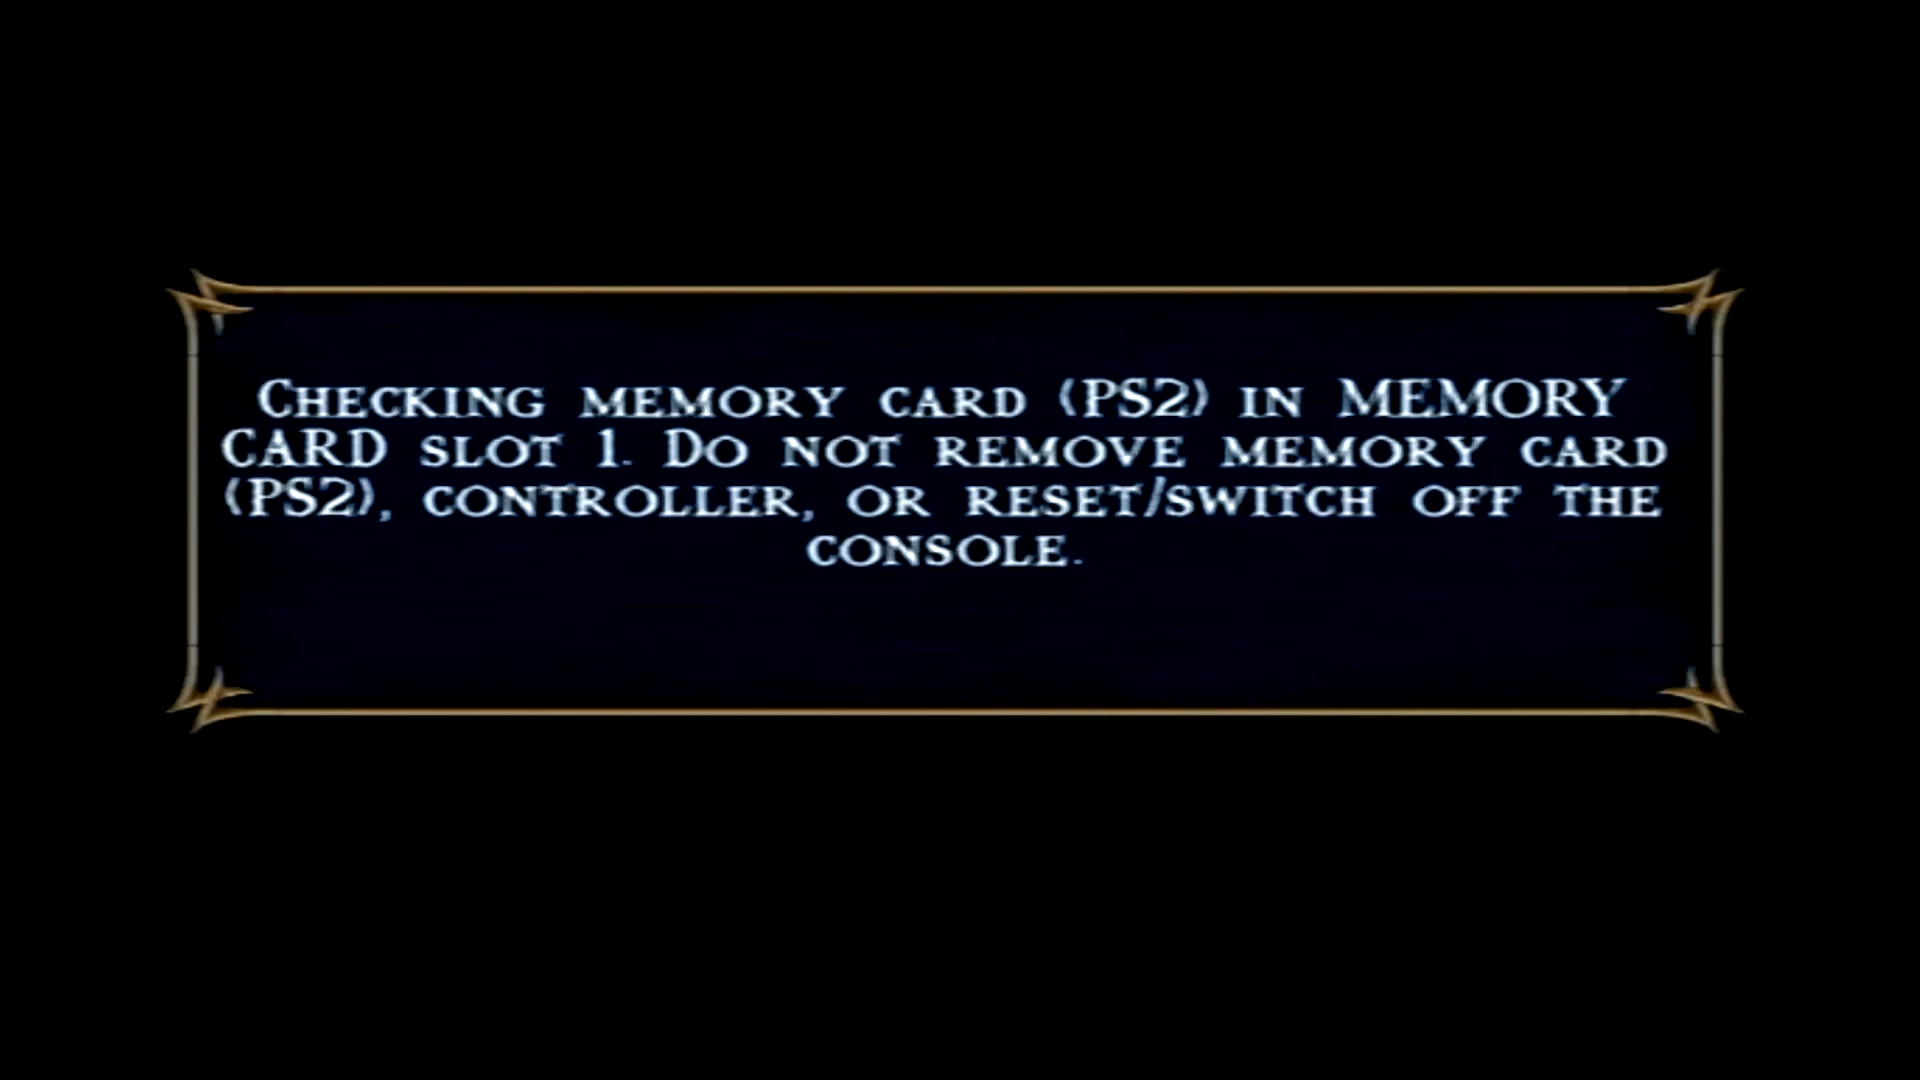 Checking memory card (PS2) in MEMORY
CARD slot 1. Do not remove memory card
(PS2), controller, or reset/switch off the
console.